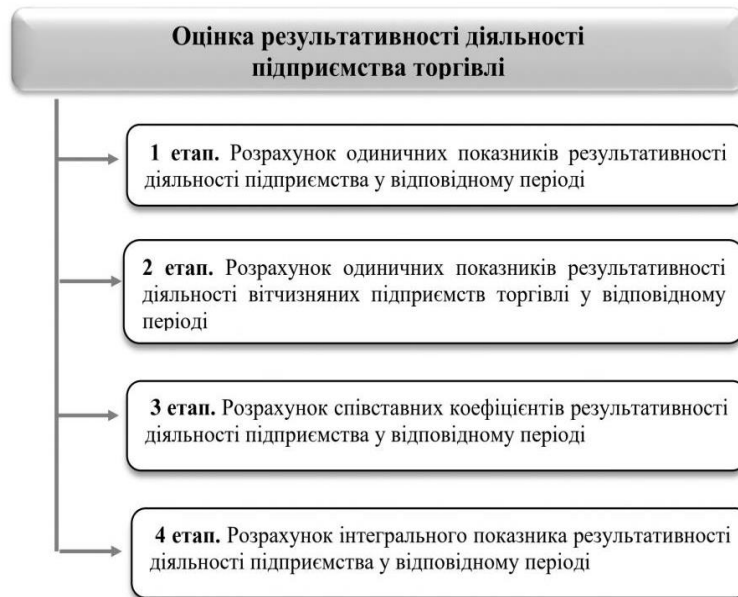 Оцінка результативності діяльності
підприємства торгівлі
1 етап. Розрахунок одиничних показників результативності
діяльності підприємства у відповідному періоді
2 етап. Розрахунок одиничних показників результативності
діяльності вітчизняних підприємств торгівлі у відповідному
періоді
3 етап. Розрахунок співставних коефіцієнтів результативності
діяльності підприємства у відповідному періоді
4 етап. Розрахунок інтегрального показника результативності
діяльності підприємства у відповідному періоді